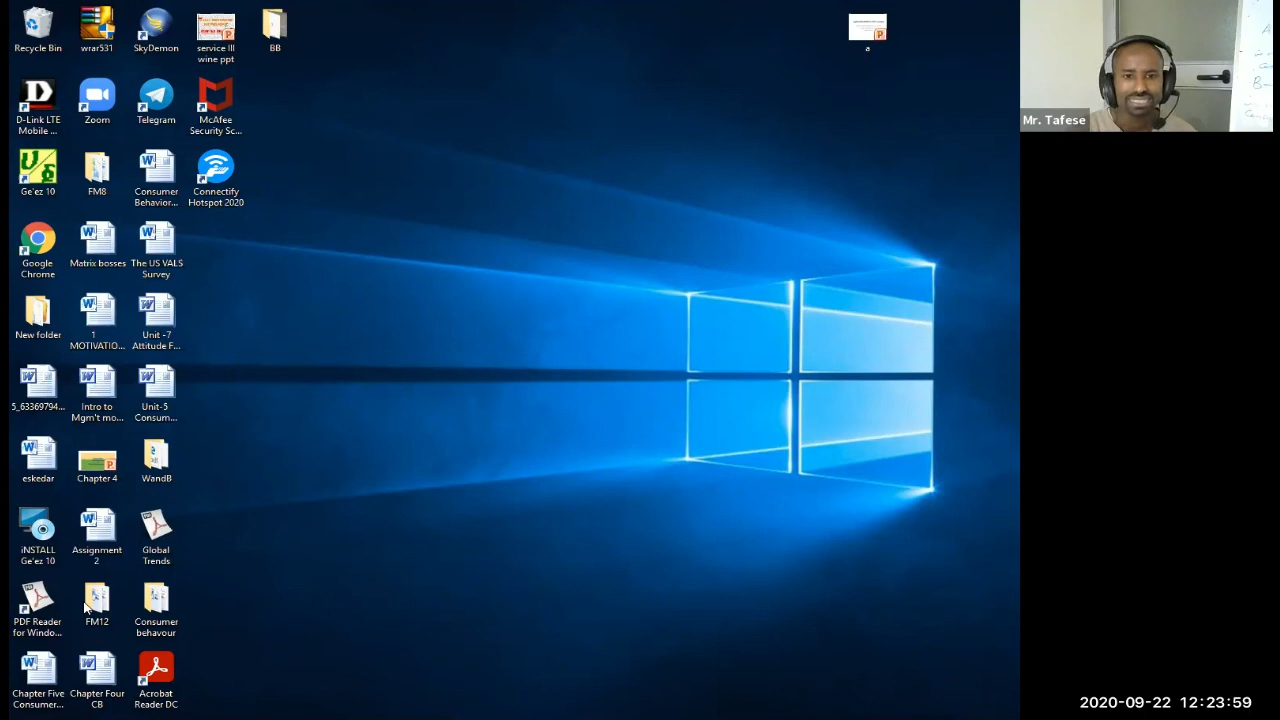 Recycle Bin
wrar531
SkyDemon
service III
wine ppt
BB
a
D-Link LTE
Mobile ...
Zoom
Telegram
McAfee
Security Sc...
Ge'ez 10
FM8
Consumer
Behavior...
Connectify
Hotspot 2020
Google
Chrome
Matrix bosses
The US VALS
Survey
New folder
1
MOTIVATIO...
Unit -7
Attitude F...
5_63369794...
Intro to
Mgm't mo...
Unit-5
Consum...
eskedar
Chapter 4
WandB
iNSTALL
Ge'ez 10
Assignment
2
Global
Trends
PDF Reader
for Windo...
FM12
Consumer
behavour
Chapter Five
Consumer...
Chapter Four
CB
Acrobat
Reader DC
Mr. Tafese
2020-09-22 12:23:59